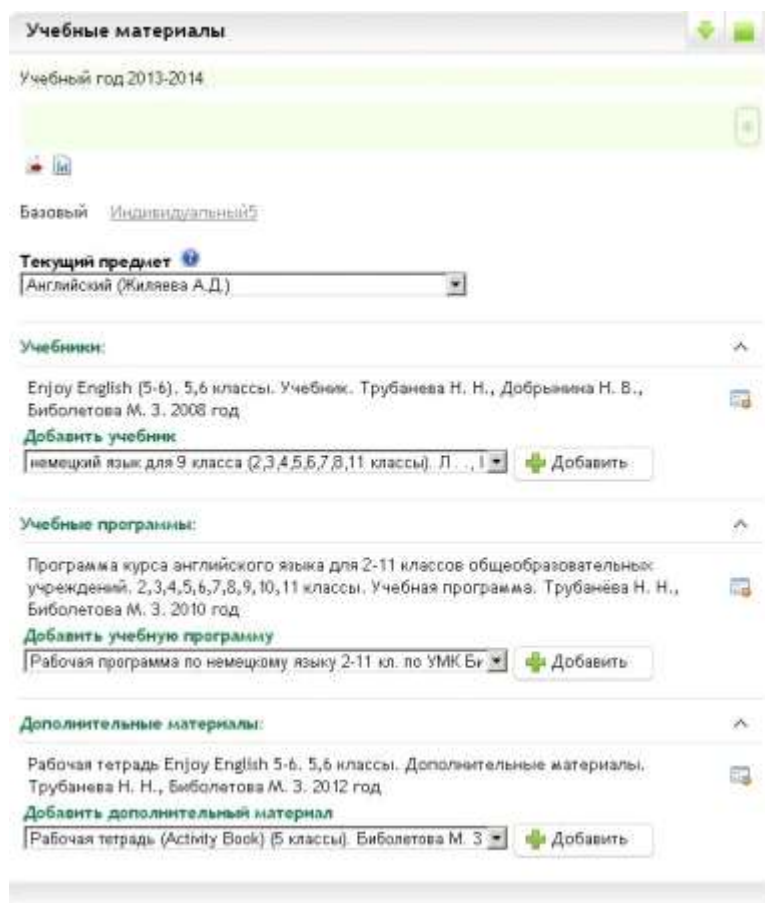 Учебные материалы
Учебный год 2013-2014
Базовый Индивидуальный5
Текущий предмет
Английский (Жиляева А.Д.)
Учебники:
Enjoy English (5-6). 5,6 классы. Учебник. Трубанева Н. Н., Добрынина Н. В.,
Биболетова М. З. 2008 год
Добавить учебник
немецкий язык для 9 класса (2,3,4,5,6,7,8,11 классы). Л . .,
Добавить
Учебные программы:
Программа курса английского языка для 2-11 классов общеобразовательных
учреждений. 2,3,4,5,6,7,8,9,10,11 классы. Учебная программа. Трубанёва Н. Н.,
Биболетова М. З. 2010 год
Добавить учебную программу
Рабочая программа по немецкому языку 2-11 кл. по УМК Би
Добавить
Дополнительные материалы:
Рабочая тетрадь Enjoy English 5-6. 5,6 классы. Дополнительные материалы.
Трубанева Н. Н., Биболетова М. З. 2012 год
Добавить дополнительный материал
Рабочая тетрадь (Activity Book) (5 классы). Биболетова М. З
Добавить